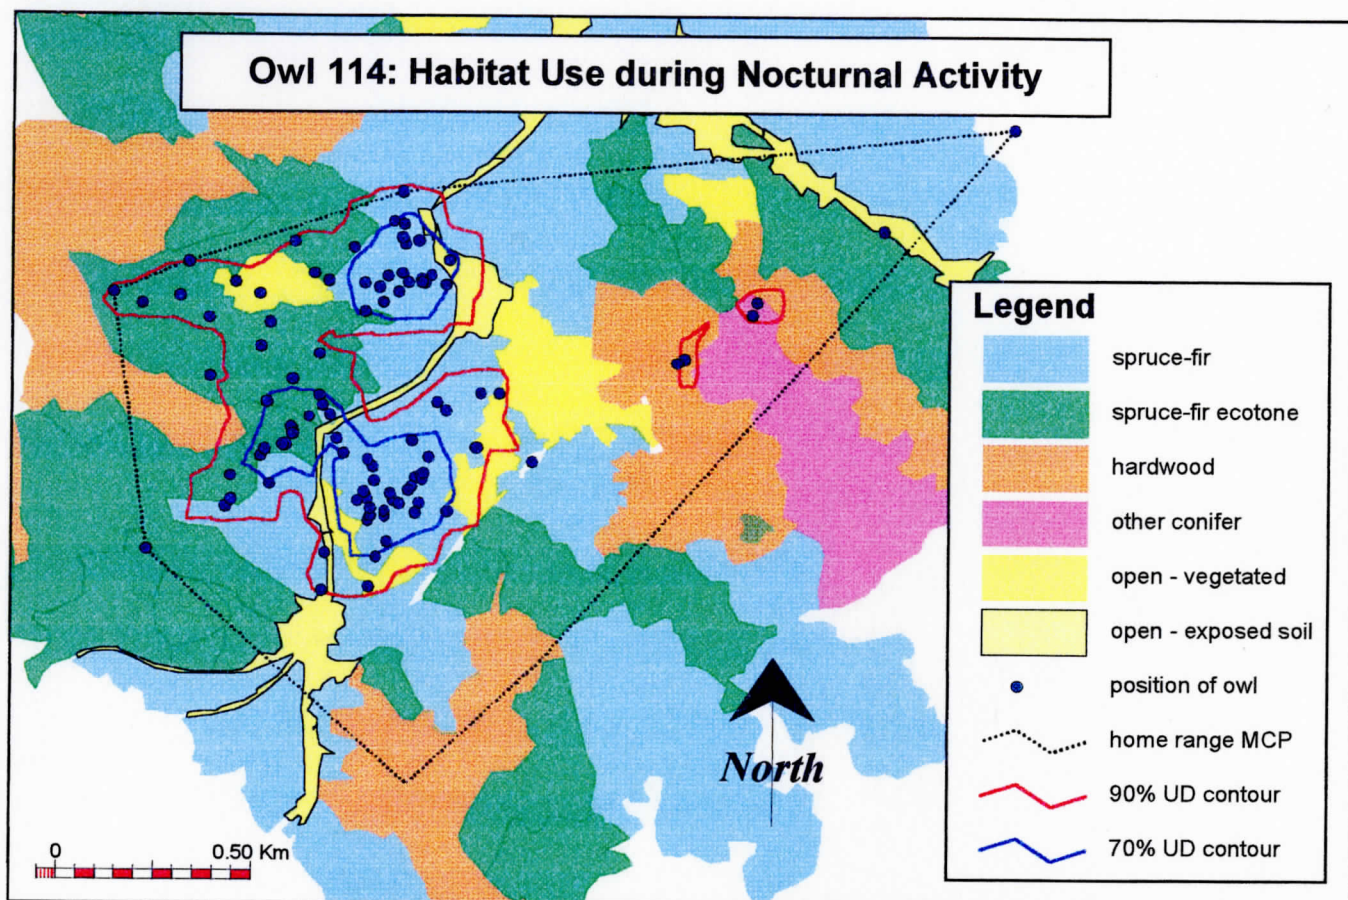 Owl 114: Habitat Use during Nocturnal Activity
Legend
spruce-fir
spruce-fir ecotone
hardwood
other conifer
open - vegetated
open - exposed soil
position of owl
home range MCP
90% UD contour
70% UD contour
North
0 0.50 Km